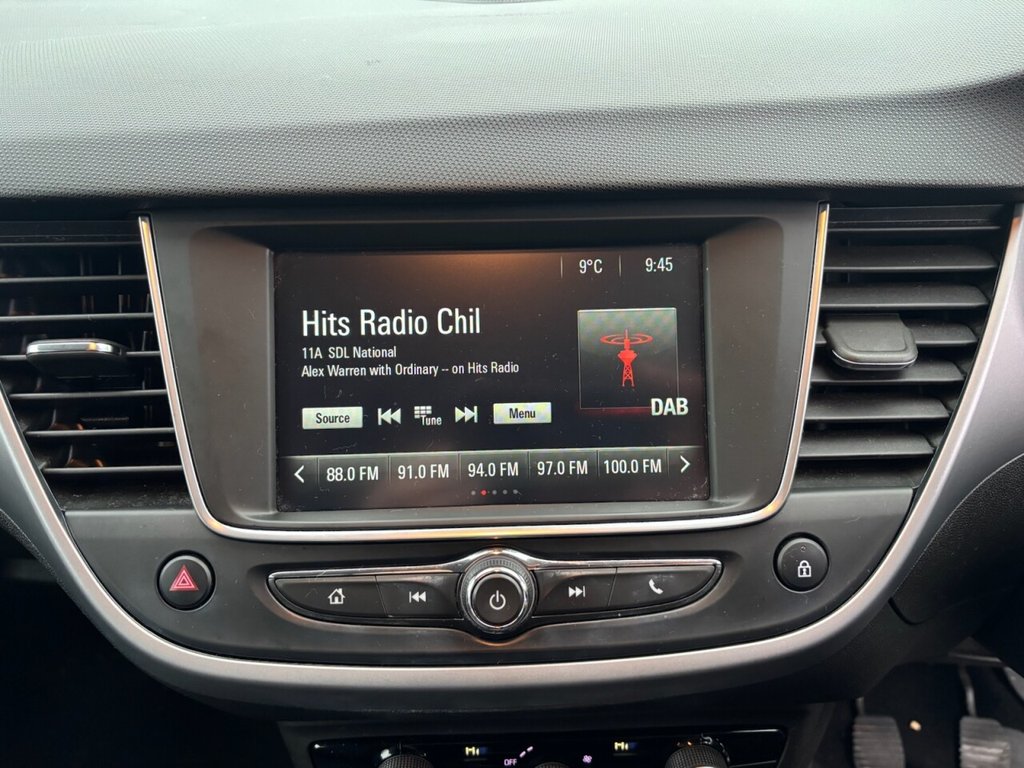 9°C 9:45
Hits Radio Chil
11A SDL National
Alex Warren with Ordinary -- on Hits Radio
Source Tune Menu
DAB
88.0 FM 91.0 FM 94.0 FM 97.0 FM 100.0 FM
OFF